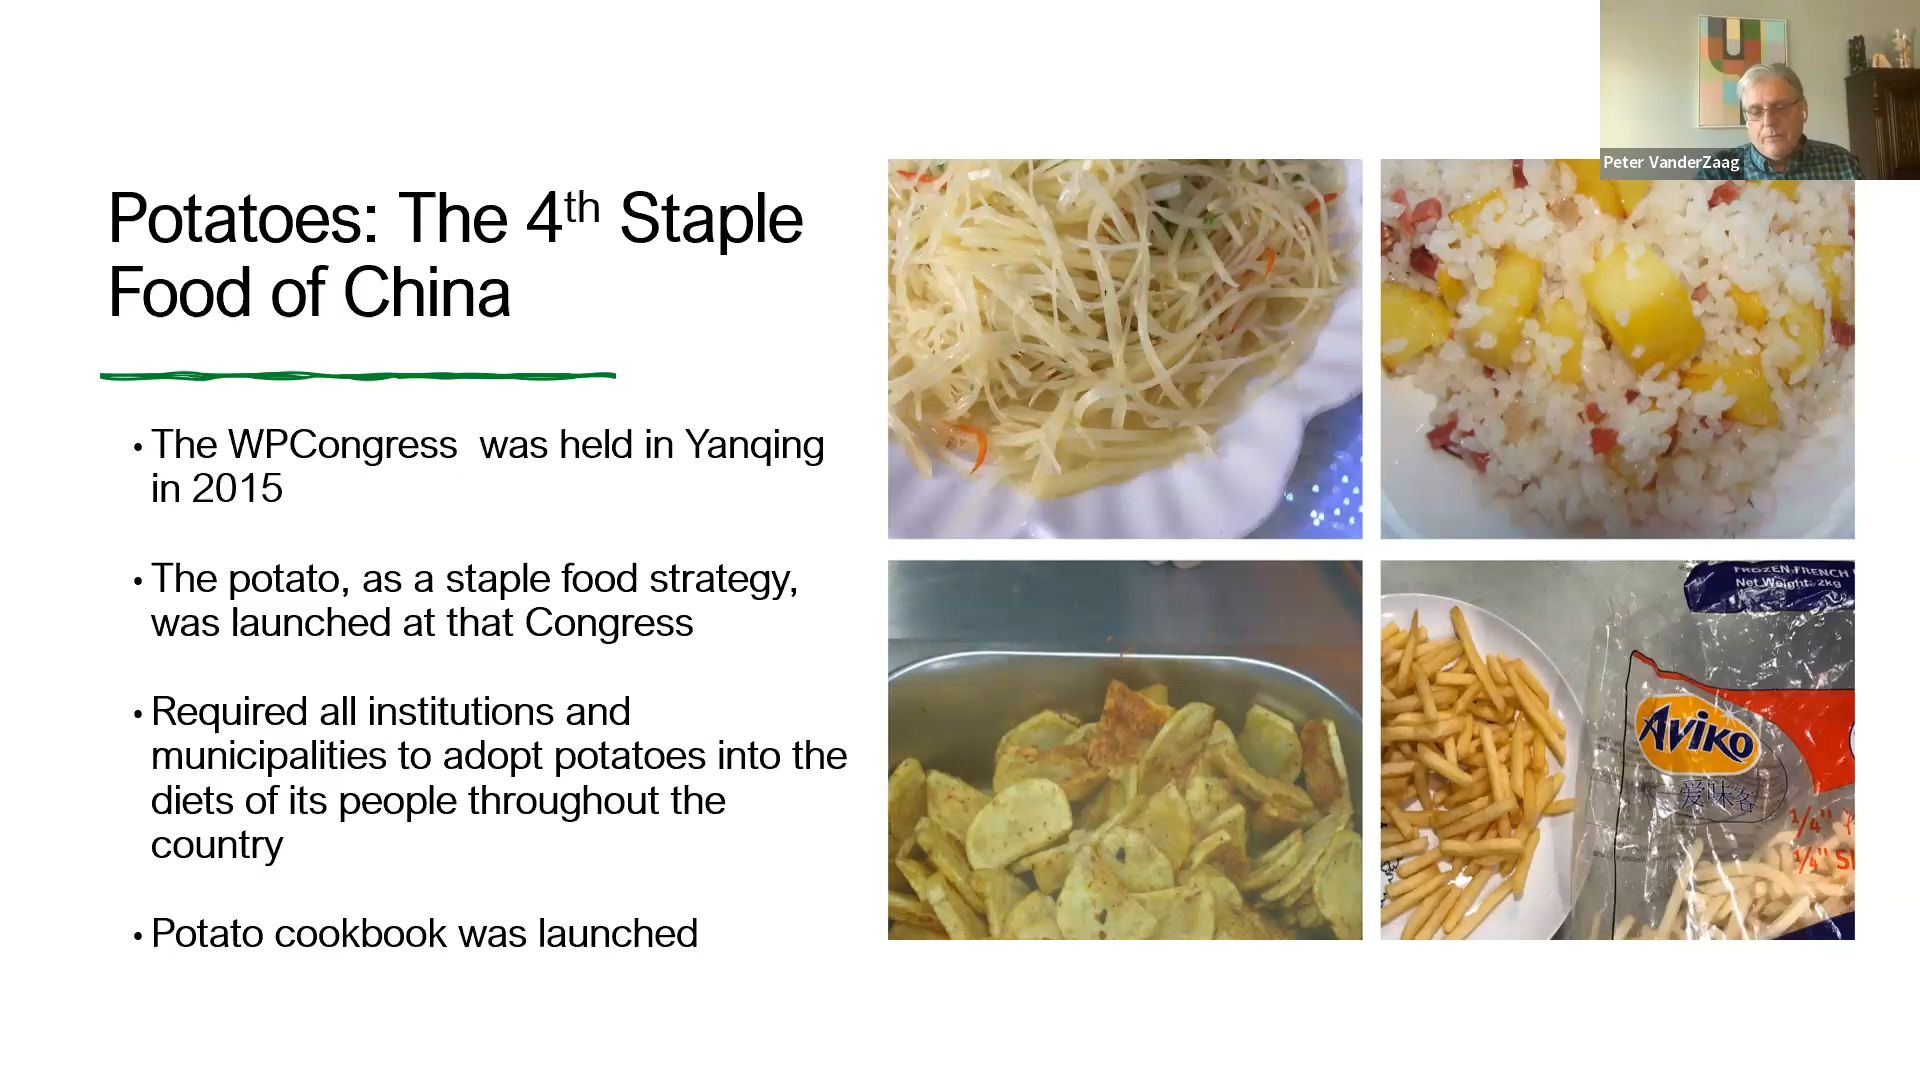 Peter VanderZaag
Potatoes: The 4th Staple
Food of China
• The WPCongress  was held in Yanqing
in 2015
• The potato, as a staple food strategy,
was launched at that Congress
• Required all institutions and
municipalities to adopt potatoes into the
diets of its people throughout the
country
• Potato cookbook was launched
FROZEN FRENCH
Net Weight: 2kg
AVIKO
爱味客
1/4"
1/4"